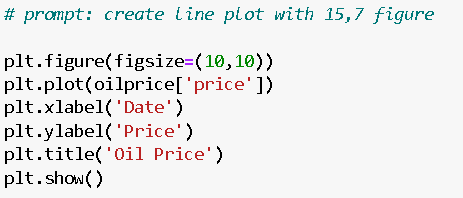 # prompt: create line plot with 15,7 figure
plt.figure(figsize=(10,10))
plt.plot(oilprice['price'])
plt.xlabel('Date')
plt.ylabel('Price')
plt.title('Oil Price')
plt.show()